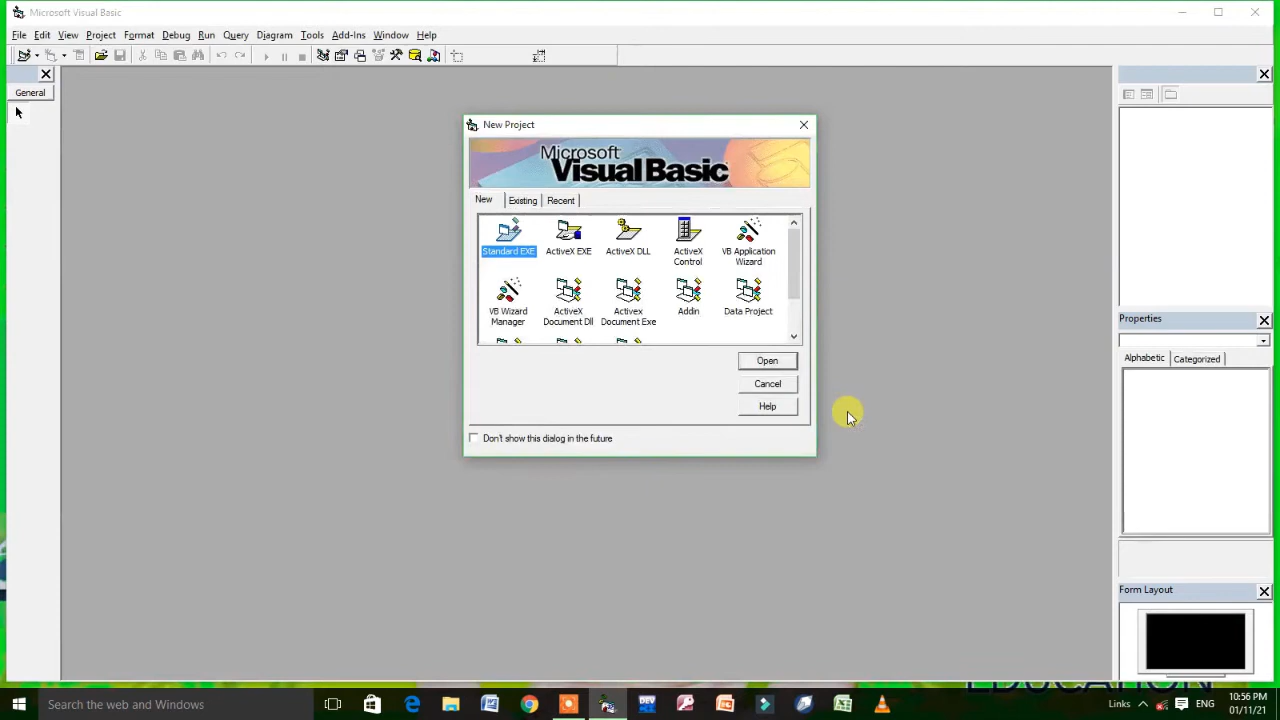 Microsoft Visual Basic
File Edit View Project Format Debug Run Query Diagram Tools Add-Ins Window Help
General
New Project
Microsoft
Visual Basic
New Existing Recent
Standard EXE ActiveX EXE ActiveX DLL ActiveX Control VB Application Wizard
VB Wizard Manager ActiveX Document Dll Activex Document Exe Addin Data Project
Open
Cancel
Help
Don't show this dialog in the future
Properties
Alphabetic Categorized
Form Layout
EDUCATION
Search the web and Windows
DEV
Links ENG
10:56 PM
01/11/21